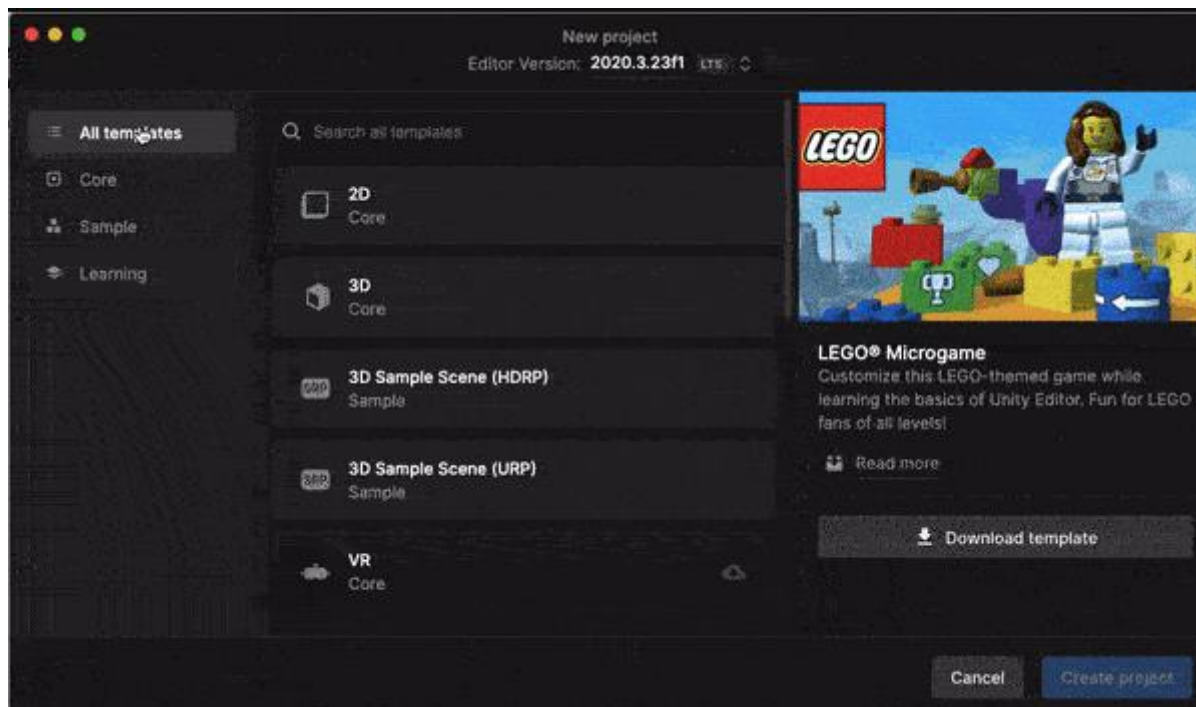 New project
Editor Version: 2020.3.23f1 LTS
All templates
Core
Sample
Learning
Search all templates
2D
Core
3D
Core
3D Sample Scene (HDRP)
Sample
3D Sample Scene (URP)
Sample
VR
Core
LEGO
LEGO® Microgame
Customize this LEGO-themed game while
learning the basics of Unity Editor. Fun for LEGO
fans of all levels!
Read more
Download template
Cancel
Create project